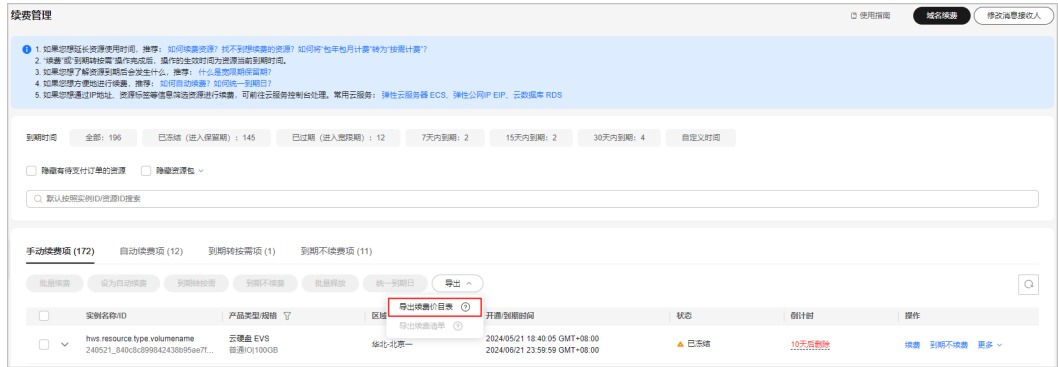 续费管理
使用指南
域名续费
修改消息接收人
1. 如果您想延长资源使用时间，推荐： 如何续费资源? 找不到想续费的资源? 如何将“包年包月计费”转为“按需计费”?
2. “续费”或“到期转按需”操作完成后，操作的生效时间为资源当前到期时间。
3. 如果您想了解资源到期后会发生什么，推荐： 什么是宽限期保留期?
4. 如果您想方便地进行续费，推荐： 如何自动续费? 如何统一到期日?
5. 如果您想通过IP地址、资源标签等信息筛选资源进行续费，可前往云服务控制台处理。常用云服务： 弹性云服务器 ECS、弹性公网IP EIP、云数据库 RDS
到期时间
全部：196
已冻结（进入保留期）：145
已过期（进入宽限期）：12
7天内到期：2
15天内到期：2
30天内到期：4
自定义时间
隐藏有待支付订单的资源
隐藏资源包
默认按照实例ID/资源ID搜索
手动续费项 (172)
自动续费项 (12)
到期转按需项 (1)
到期不续费项 (11)
批量续费
设为自动续费
到期转按需
到期不续费
批量释放
统一到期日
导出
导出续费价目表
导出续费清单
实例名称/ID
产品类型/规格
区域
开通/到期时间
状态
倒计时
操作
hws.resource.type.volumename
云硬盘 EVS
华北-北京一
2024/05/21 18:40:05 GMT+08:00
已冻结
10天后删除
续费
到期不续费
更多
240521_840c8c899842438b95ae7f...
普通IO|100GB
2024/06/21 23:59:59 GMT+08:00